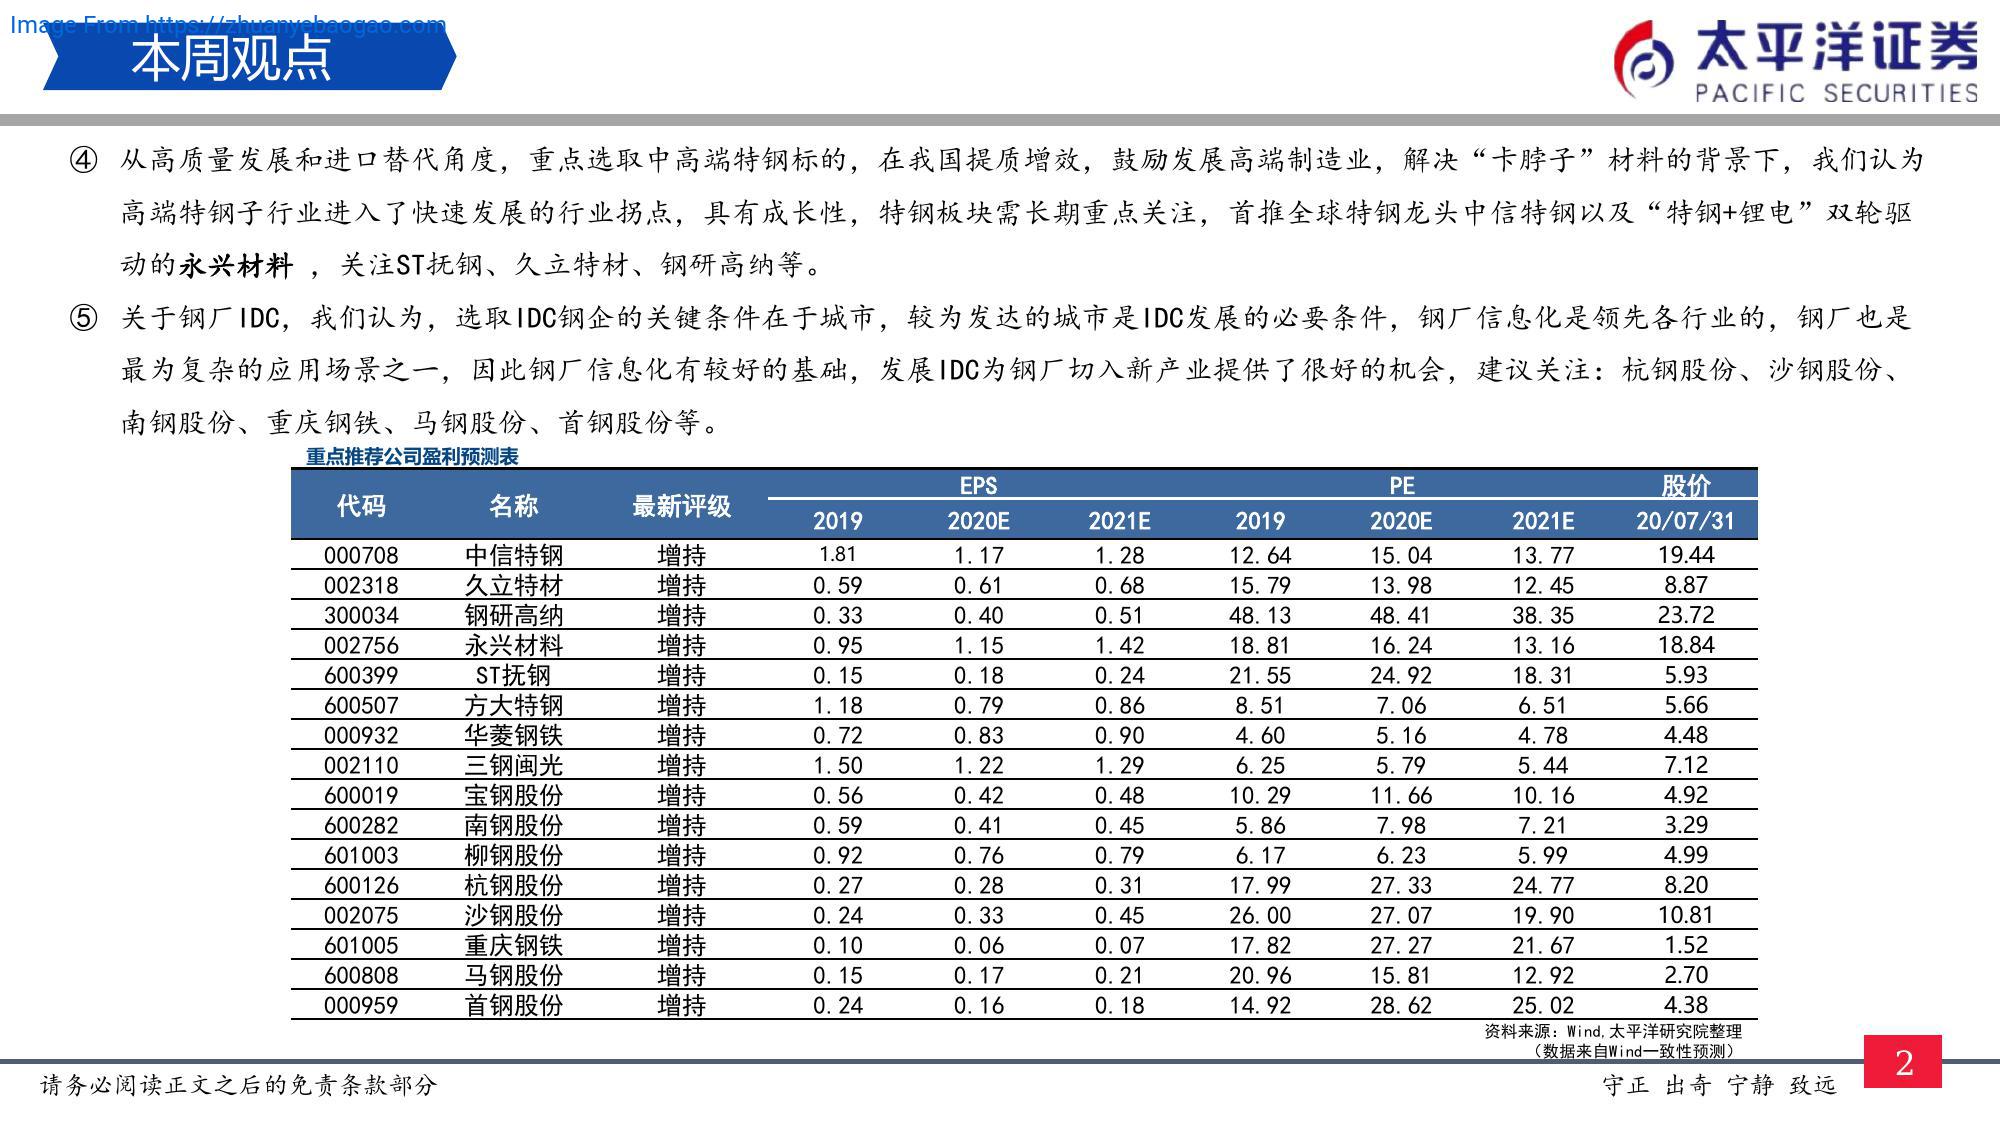 Image From https://zhuanyebaogao.com
本周观点
太平洋证券
PACIFIC SECURITIES
④ 从高质量发展和进口替代角度，重点选取中高端特钢标的，在我国提质增效，鼓励发展高端制造业，解决“卡脖子”材料的背景下，我们认为
高端特钢子行业进入了快速发展的行业拐点，具有成长性，特钢板块需长期重点关注，首推全球特钢龙头中信特钢以及“特钢+锂电”双轮驱
动的永兴材料 ，关注ST抚钢、久立特材、钢研高纳等。
⑤ 关于钢厂IDC，我们认为，选取IDC钢企的关键条件在于城市，较为发达的城市是IDC发展的必要条件，钢厂信息化是领先各行业的，钢厂也是
最为复杂的应用场景之一，因此钢厂信息化有较好的基础，发展IDC为钢厂切入新产业提供了很好的机会，建议关注：杭钢股份、沙钢股份、
南钢股份、重庆钢铁、马钢股份、首钢股份等。
重点推荐公司盈利预测表
代码 名称 最新评级 EPS PE 股价
2019 2020E 2021E 2019 2020E 2021E 20/07/31
000708 中信特钢 增持 1.81 1.17 1.28 12.64 15.04 13.77 19.44
002318 久立特材 增持 0.59 0.61 0.68 15.79 13.98 12.45 8.87
300034 钢研高纳 增持 0.33 0.40 0.51 48.13 48.41 38.35 23.72
002756 永兴材料 增持 0.95 1.15 1.42 18.81 16.24 13.16 18.84
600399 ST抚钢 增持 0.15 0.18 0.24 21.55 24.92 18.31 5.93
600507 方大特钢 增持 1.18 0.79 0.86 8.51 7.06 6.51 5.66
000932 华菱钢铁 增持 0.72 0.83 0.90 4.60 5.16 4.78 4.48
002110 三钢闽光 增持 1.50 1.22 1.29 6.25 5.79 5.44 7.12
600019 宝钢股份 增持 0.56 0.42 0.48 10.29 11.66 10.16 4.92
600282 南钢股份 增持 0.59 0.41 0.45 5.86 7.98 7.21 3.29
601003 柳钢股份 增持 0.92 0.76 0.79 6.17 6.23 5.99 4.99
600126 杭钢股份 增持 0.27 0.28 0.31 17.99 27.33 24.77 8.20
002075 沙钢股份 增持 0.24 0.33 0.45 26.00 27.07 19.90 10.81
601005 重庆钢铁 增持 0.10 0.06 0.07 17.82 27.27 21.67 1.52
600808 马钢股份 增持 0.15 0.17 0.21 20.96 15.81 12.92 2.70
000959 首钢股份 增持 0.24 0.16 0.18 14.92 28.62 25.02 4.38
资料来源：Wind,太平洋研究院整理
（数据来自Wind一致性预测）
请务必阅读正文之后的免责条款部分
守正 出奇 宁静 致远
2